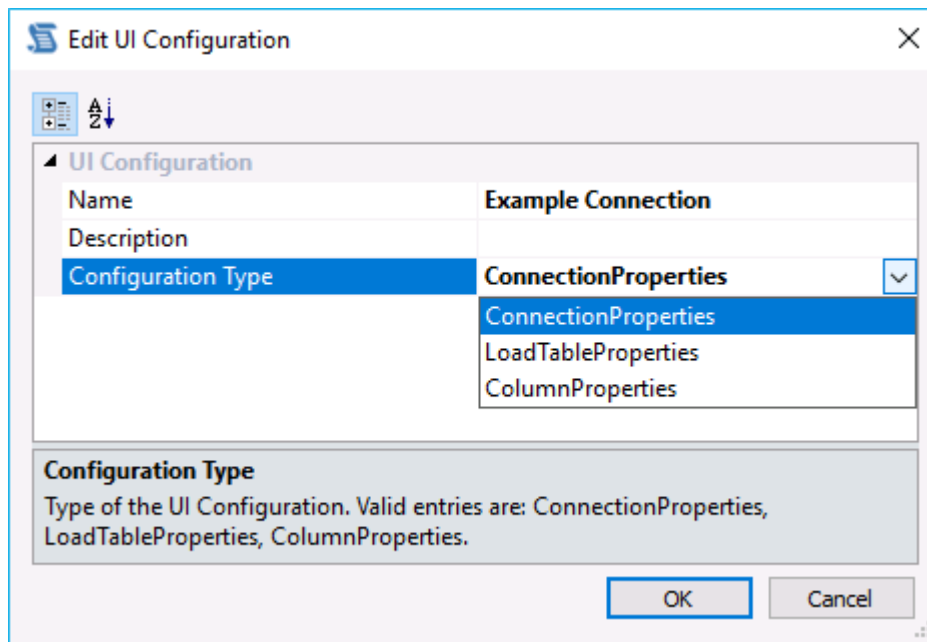 Edit UI Configuration
A
Z
UI Configuration
Name Example Connection
Description
Configuration Type ConnectionProperties
ConnectionProperties
LoadTableProperties
ColumnProperties
Configuration Type
Type of the UI Configuration. Valid entries are: ConnectionProperties,
LoadTableProperties, ColumnProperties.
OK Cancel